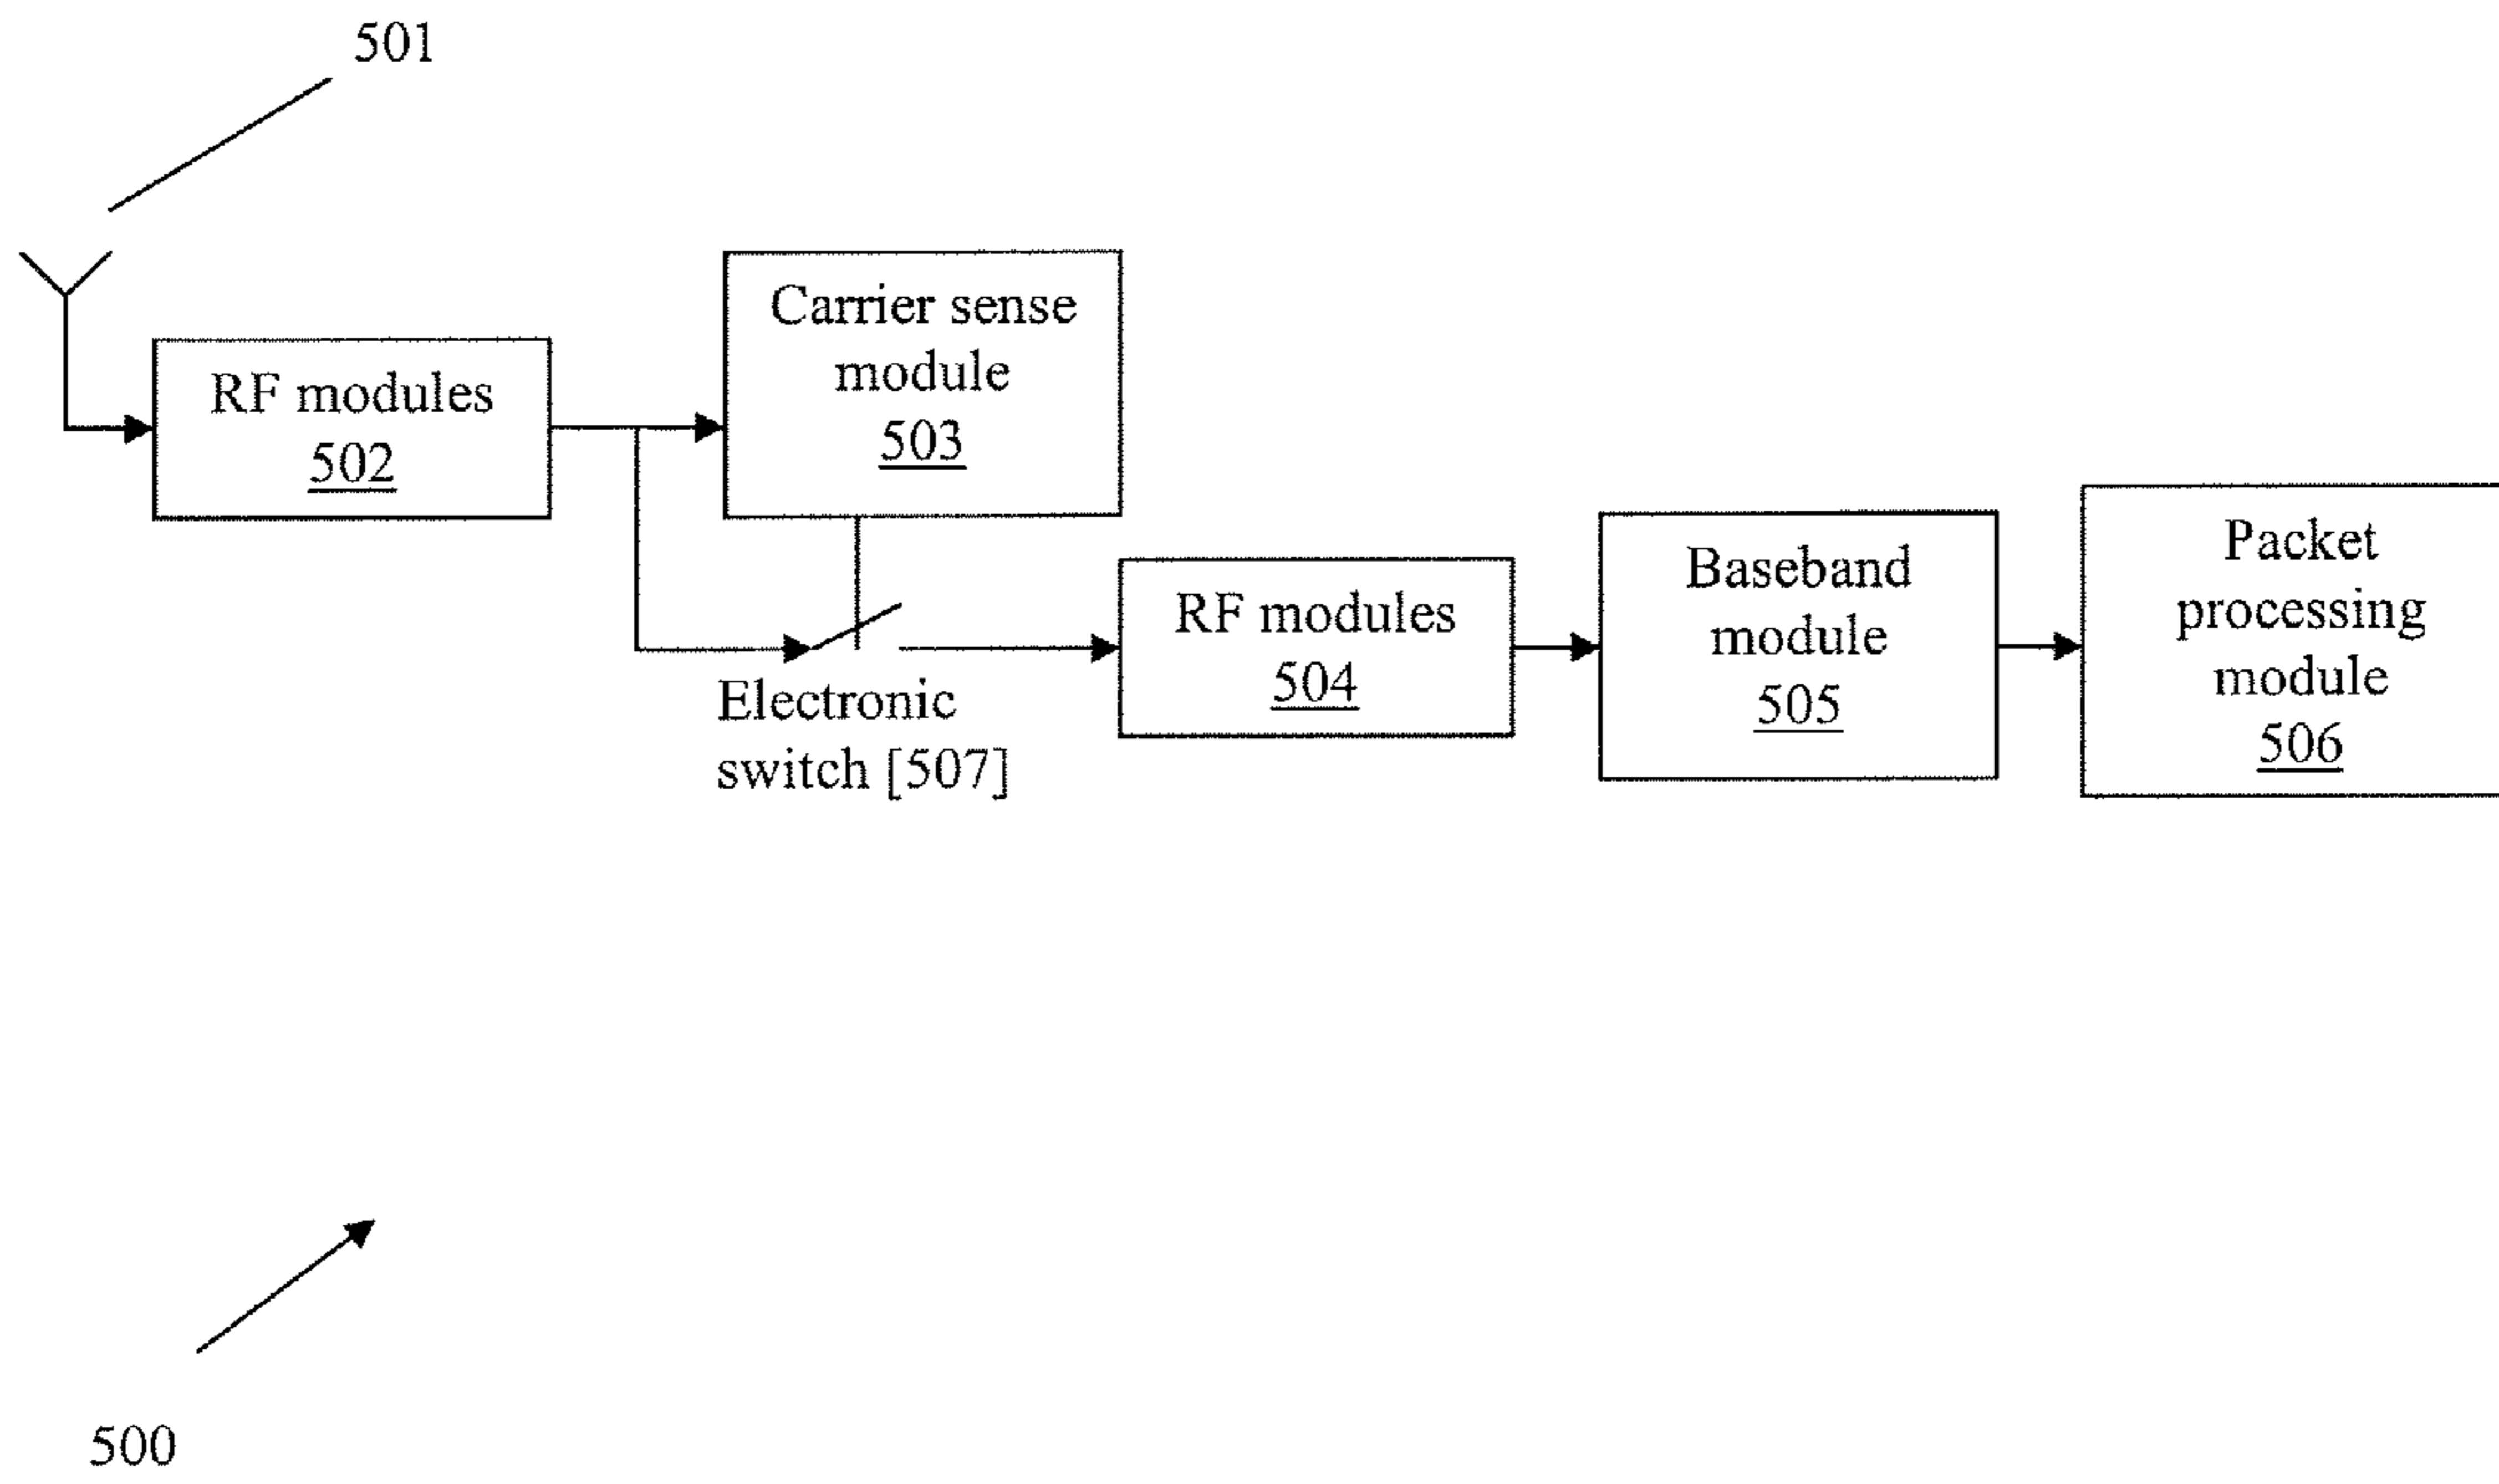 501
Carrier sense
module
503
RF modules
502
Electronic
switch [507]
RF modules
504
Baseband
module
505
Packet
processing
module
506
500